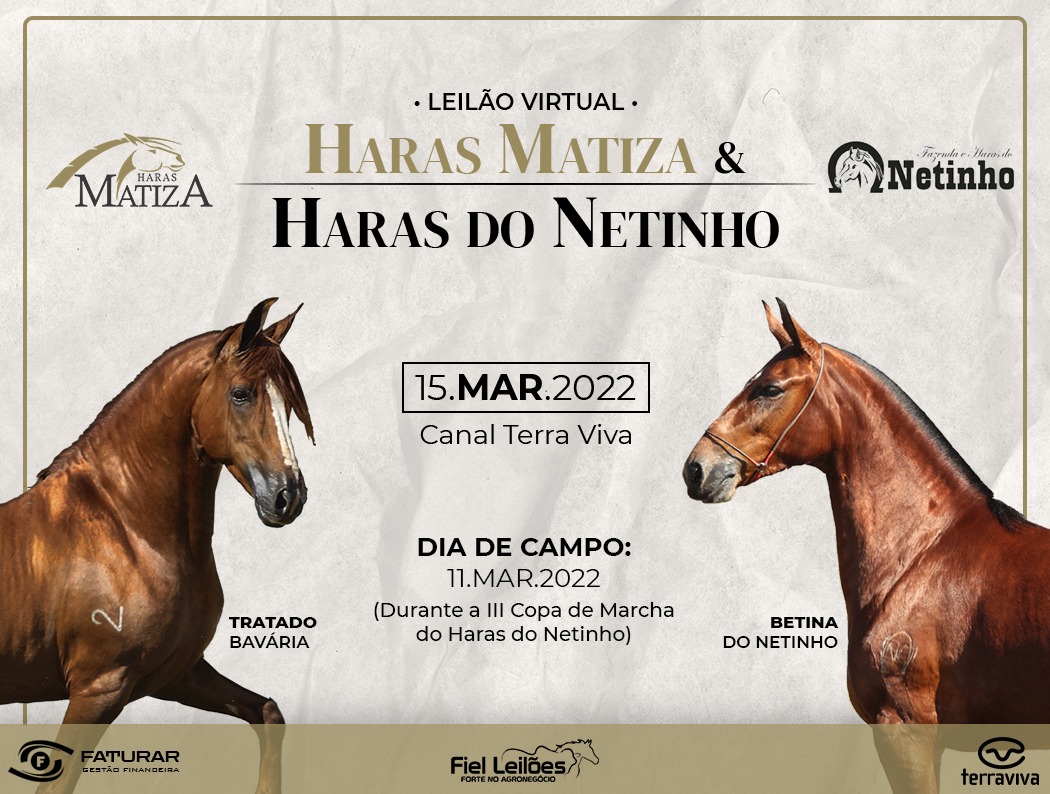 • LEILÃO VIRTUAL •
HARAS MATIZA &
HARAS DO NETINHO
HARAS
MATIZA
Fazenda e Haras do
Netinho
15.MAR.2022
Canal Terra Viva
DIA DE CAMPO:
11.MAR.2022
(Durante a III Copa de Marcha
do Haras do Netinho)
2
TRATADO
BAVÁRIA
BETINA
DO NETINHO
F
FATURAR
GESTÃO FINANCEIRA
Fiel Leilões
FORTE NO AGRONEGÓCIO
terraviva